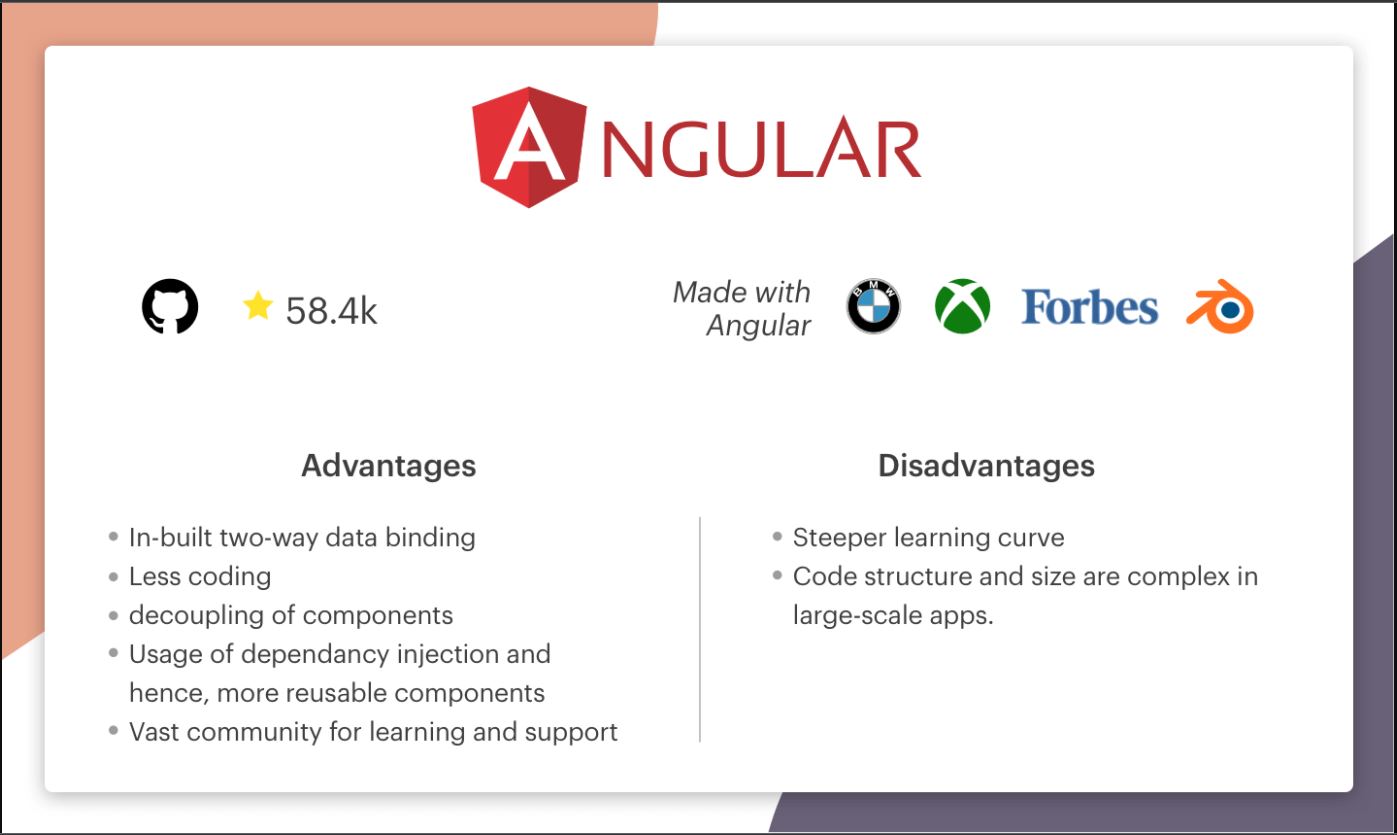 ANGULAR
58.4k
Made with
Angular
BMW
Forbes
Advantages
In-built two-way data binding
Less coding
decoupling of components
Usage of dependancy injection and
hence, more reusable components
Vast community for learning and support
Disadvantages
Steeper learning curve
Code structure and size are complex in
large-scale apps.